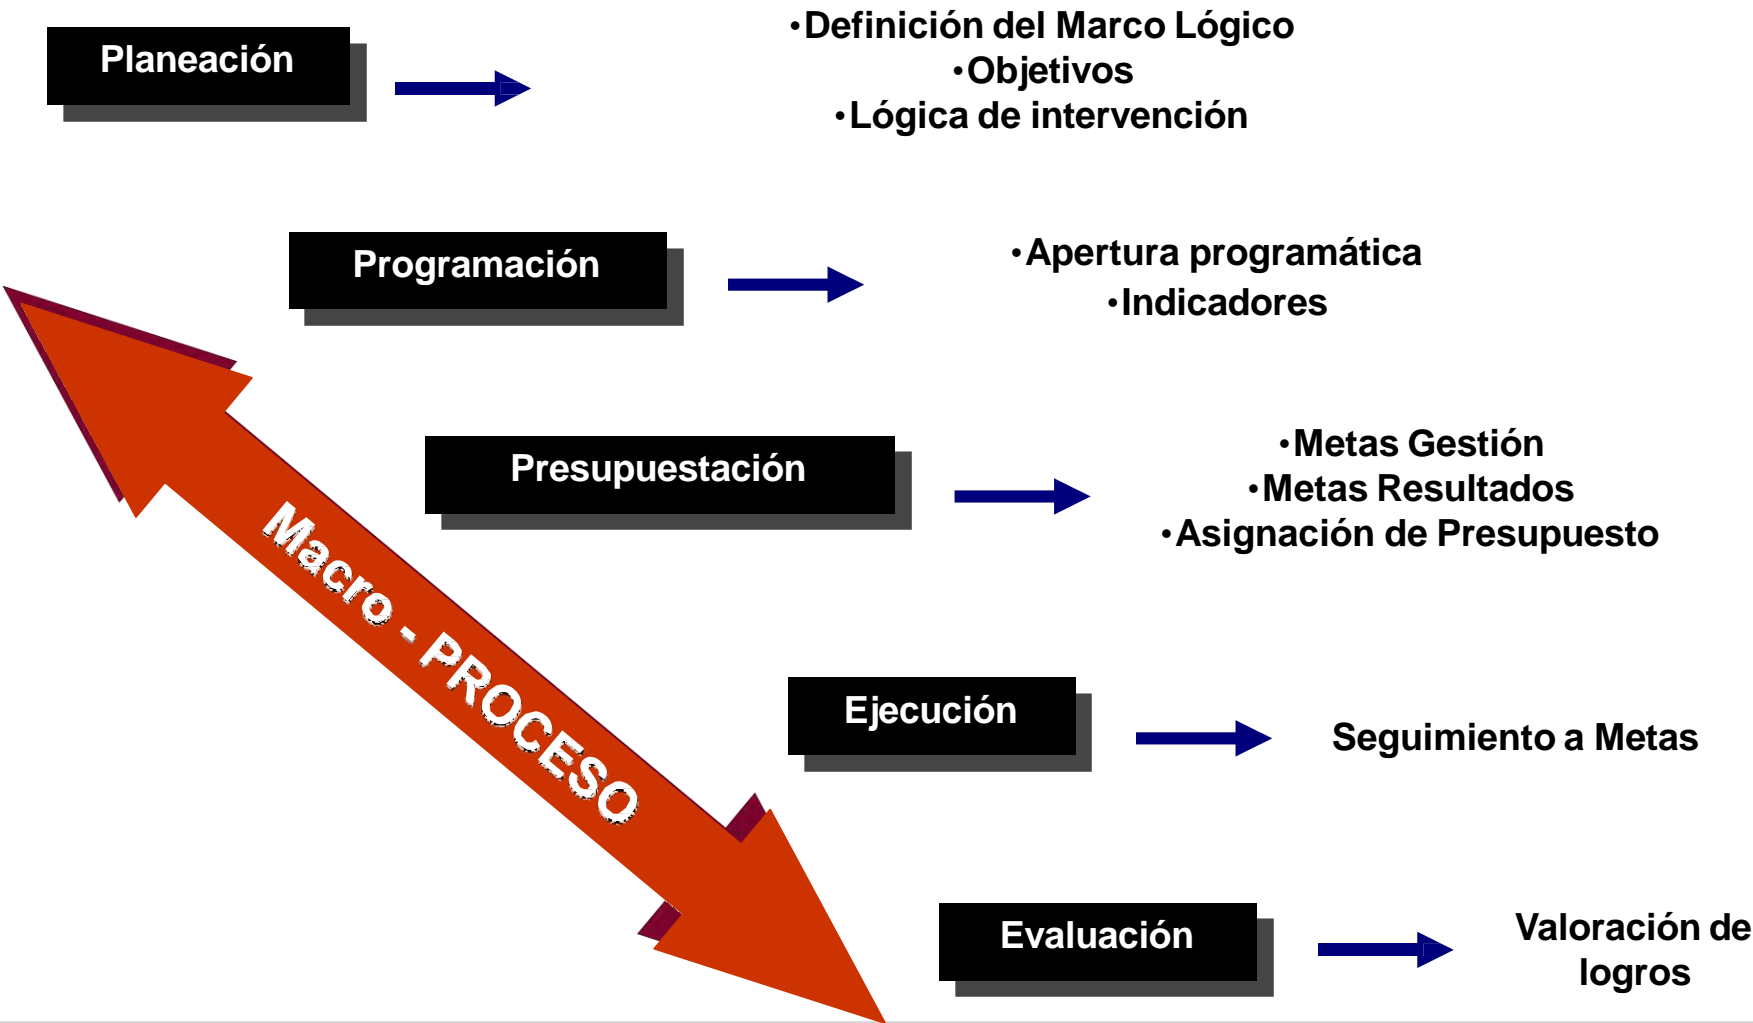 Planeación
•Definición del Marco Lógico
•Objetivos
•Lógica de intervención
Programación
•Apertura programática
•Indicadores
Presupuestación
•Metas Gestión
•Metas Resultados
•Asignación de Presupuesto
Macro - PROCESO
Ejecución
Seguimiento a Metas
Evaluación
Valoración de
logros